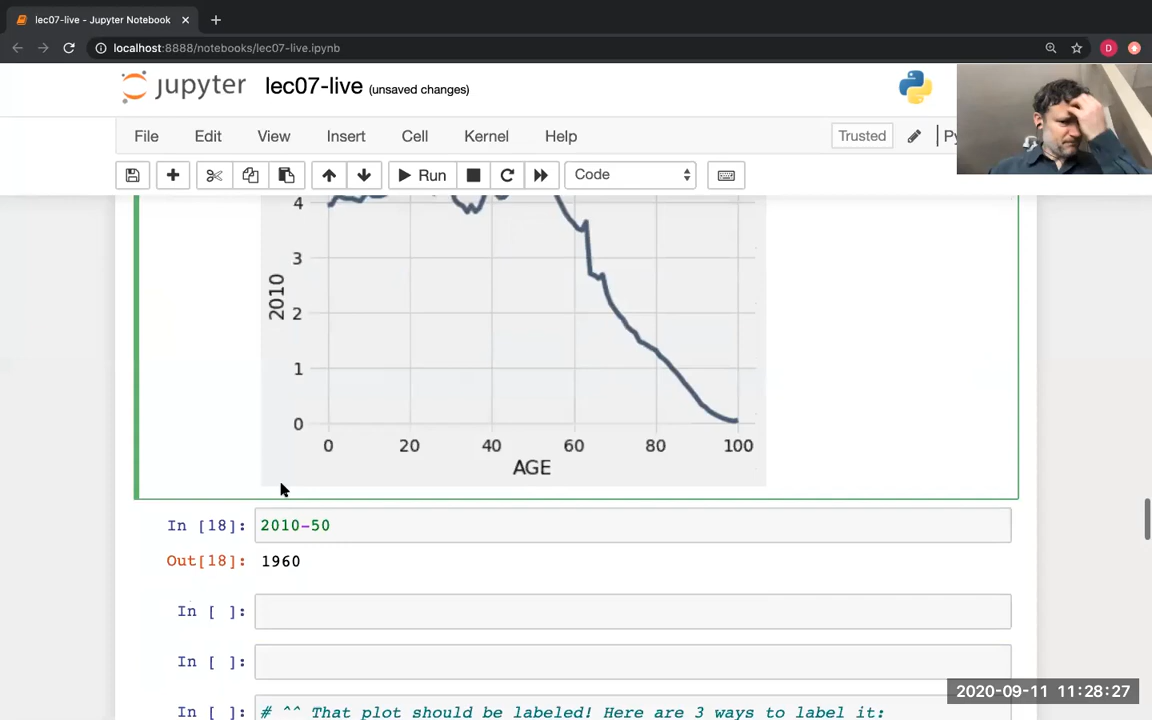 lec07-live - Jupyter Notebook
localhost:8888/notebooks/lec07-live.ipynb
D
jupyter lec07-live (unsaved changes)
File Edit View Insert Cell Kernel Help Trusted Py
Run Code
4
3
2
1
0
2010
0 20 40 60 80 100
AGE
In [18]: 2010-50
Out[18]: 1960
In [ ]:
In [ ]:
In [ ]: # ^^ That plot should be labeled! Here are 3 ways to label it:
2020-09-11 11:28:27